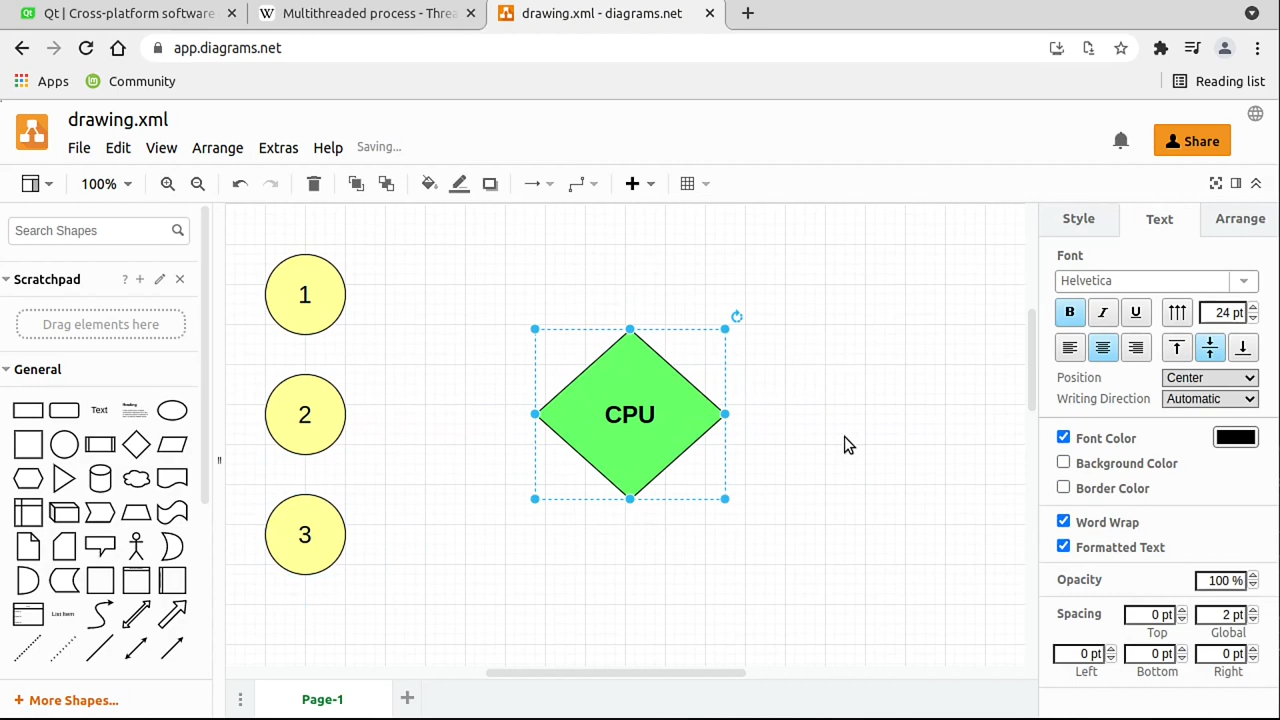 Qt | Cross-platform software
Multithreaded process - Threa
drawing.xml - diagrams.net
app.diagrams.net
Apps
Community
Reading list
drawing.xml
File
Edit
View
Arrange
Extras
Help
Saving...
Share
100%
Search Shapes
Scratchpad
?
Drag elements here
General
Text
Heading
List Item
+ More Shapes...
1
2
3
CPU
Page-1
Style
Text
Arrange
Font
Helvetica
B
I
U
24 pt
Position
Center
Writing Direction
Automatic
Font Color
Background Color
Border Color
Word Wrap
Formatted Text
Opacity
100 %
Spacing
0 pt
2 pt
Top
Global
0 pt
0 pt
0 pt
Left
Bottom
Right